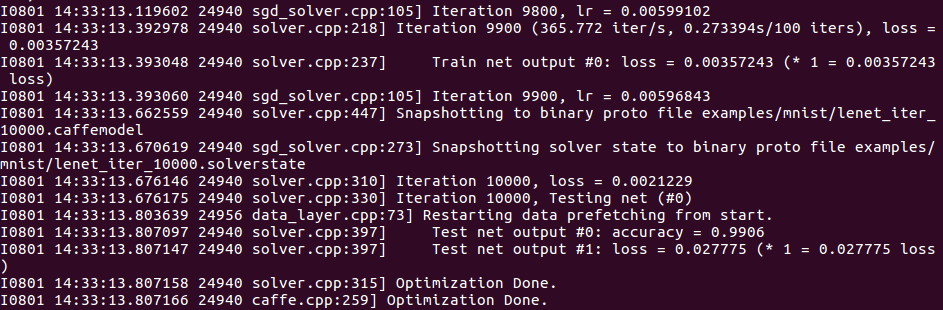 I0801 14:33:13.119602 24940 sgd_solver.cpp:105] Iteration 9800, lr = 0.00599102
I0801 14:33:13.392978 24940 solver.cpp:218] Iteration 9900 (365.772 iter/s, 0.273394s/100 iters), loss =
 0.00357243
I0801 14:33:13.393048 24940 solver.cpp:237]     Train net output #0: loss = 0.00357243 (* 1 = 0.00357243
 loss)
I0801 14:33:13.393060 24940 sgd_solver.cpp:105] Iteration 9900, lr = 0.00596843
I0801 14:33:13.662559 24940 solver.cpp:447] Snapshotting to binary proto file examples/mnist/lenet_iter_
10000.caffemodel
I0801 14:33:13.670619 24940 sgd_solver.cpp:273] Snapshotting solver state to binary proto file examples/
mnist/lenet_iter_10000.solverstate
I0801 14:33:13.676146 24940 solver.cpp:310] Iteration 10000, loss = 0.0021229
I0801 14:33:13.676175 24940 solver.cpp:330] Iteration 10000, Testing net (#0)
I0801 14:33:13.803639 24956 data_layer.cpp:73] Restarting data prefetching from start.
I0801 14:33:13.807097 24940 solver.cpp:397]     Test net output #0: accuracy = 0.9906
I0801 14:33:13.807147 24940 solver.cpp:397]     Test net output #1: loss = 0.027775 (* 1 = 0.027775 loss
)
I0801 14:33:13.807158 24940 solver.cpp:315] Optimization Done.
I0801 14:33:13.807166 24940 caffe.cpp:259] Optimization Done.